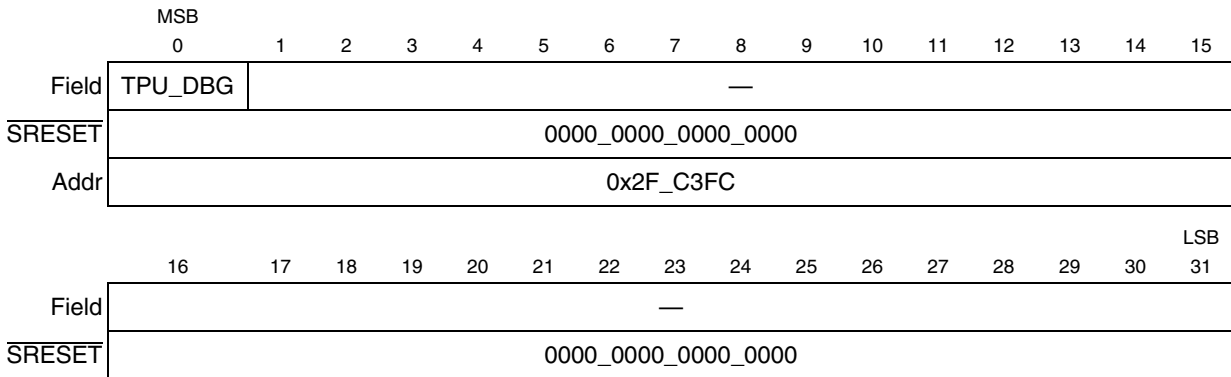 MSB
0 1 2 3 4 5 6 7 8 9 10 11 12 13 14 15
Field TPU_DBG —
SRESET 0000_0000_0000_0000
Addr 0x2F_C3FC
LSB
16 17 18 19 20 21 22 23 24 25 26 27 28 29 30 31
Field —
SRESET 0000_0000_0000_0000